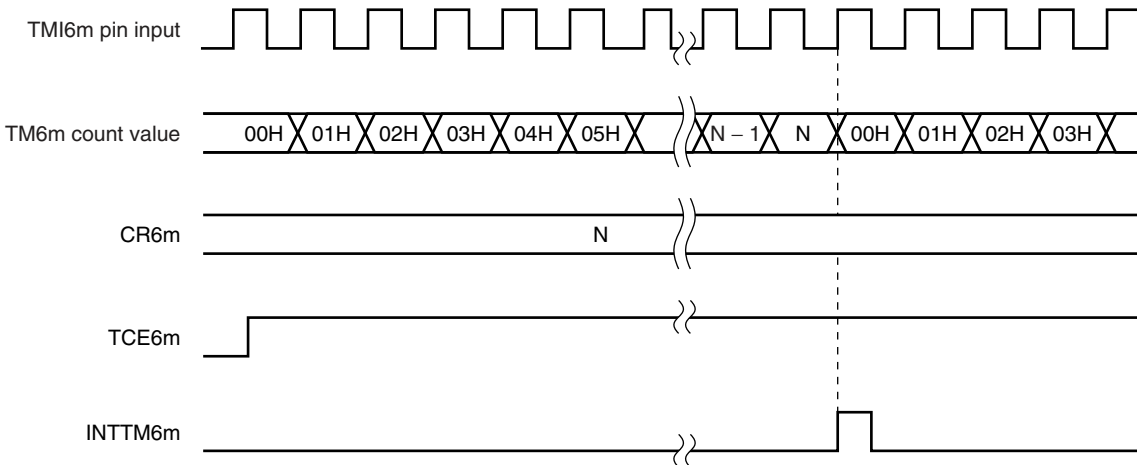 TMI6m pin input
TM6m count value 00H 01H 02H 03H 04H 05H N – 1 N 00H 01H 02H 03H
CR6m N
TCE6m
INTTM6m